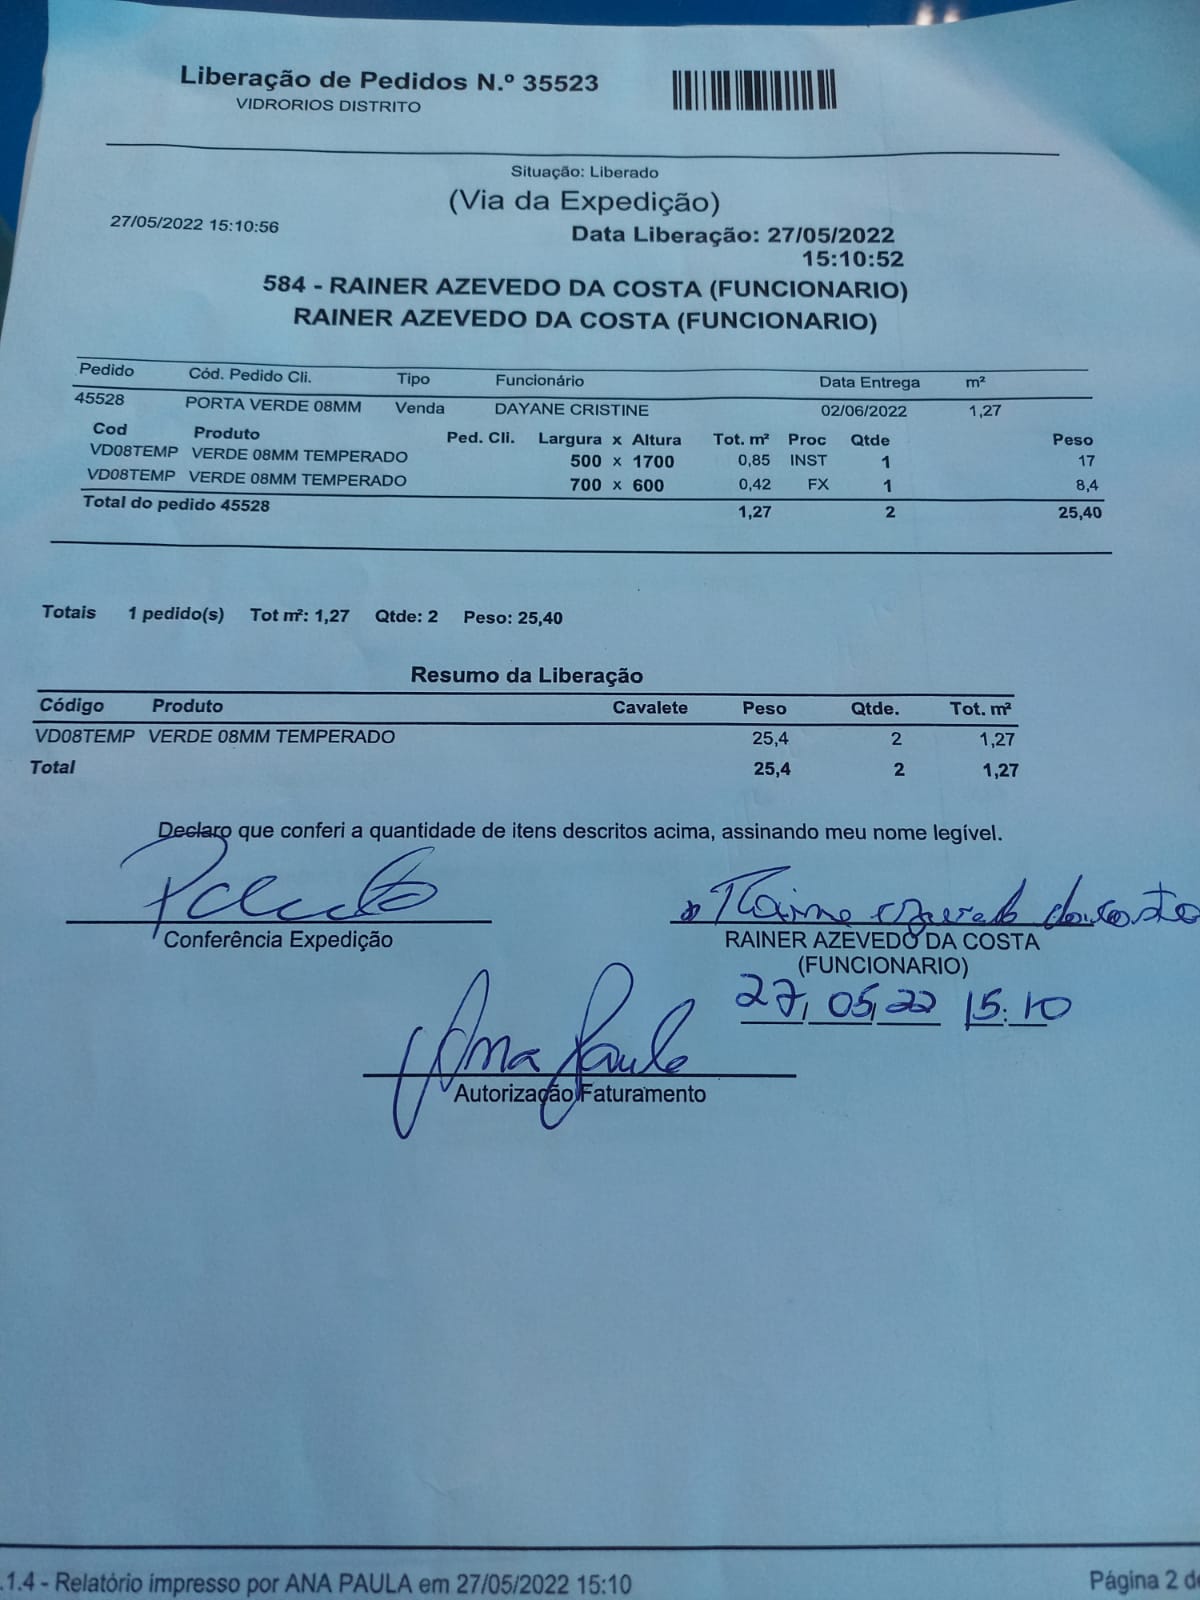 Liberação de Pedidos N.º 35523
VIDRORIOS DISTRITO
Situação: Liberado
(Via da Expedição)
27/05/2022 15:10:56
Data Liberação: 27/05/2022
15:10:52
584 - RAINER AZEVEDO DA COSTA (FUNCIONARIO)
RAINER AZEVEDO DA COSTA (FUNCIONARIO)
Pedido Cód. Pedido Cli. Tipo Funcionário Data Entrega m²
45528 PORTA VERDE 08MM Venda DAYANE CRISTINE 02/06/2022 1,27
Cod Produto Ped. Cli. Largura x Altura Tot. m² Proc Qtde Peso
VD08TEMP VERDE 08MM TEMPERADO 500 x 1700 0,85 INST 1 17
VD08TEMP VERDE 08MM TEMPERADO 700 x 600 0,42 FX 1 8,4
Total do pedido 45528 1,27 2 25,40
Totais 1 pedido(s) Tot m²: 1,27 Qtde: 2 Peso: 25,40
Resumo da Liberação
Código Produto Cavalete Peso Qtde. Tot. m²
VD08TEMP VERDE 08MM TEMPERADO 25,4 2 1,27
Total 25,4 2 1,27
Declaro que conferi a quantidade de itens descritos acima, assinando meu nome legível.
Conferência Expedição
RAINER AZEVEDO DA COSTA
(FUNCIONARIO)
27, 05, 22 15:10
Ana Paula
Autorização Faturamento
.1.4 - Relatório impresso por ANA PAULA em 27/05/2022 15:10
Página 2 de